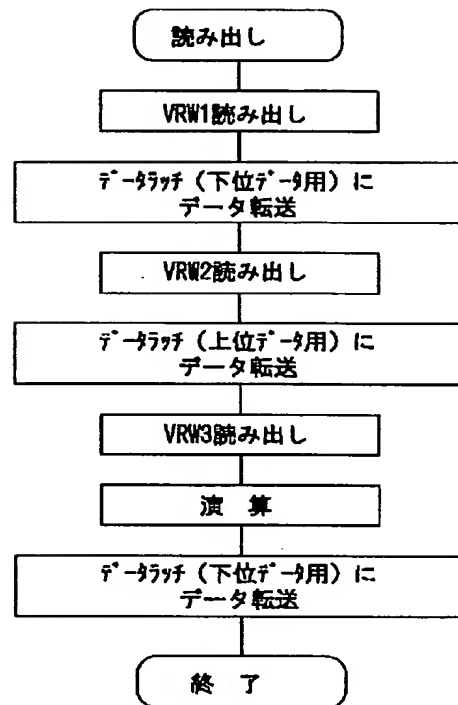 読み出し
VRW1読み出し
ﾃﾞｰﾀﾗｯﾁ（下位ﾃﾞｰﾀ用）に
データ転送
VRW2読み出し
ﾃﾞｰﾀﾗｯﾁ（上位ﾃﾞｰﾀ用）に
データ転送
VRW3読み出し
演 算
ﾃﾞｰﾀﾗｯﾁ（下位ﾃﾞｰﾀ用）に
データ転送
終 了